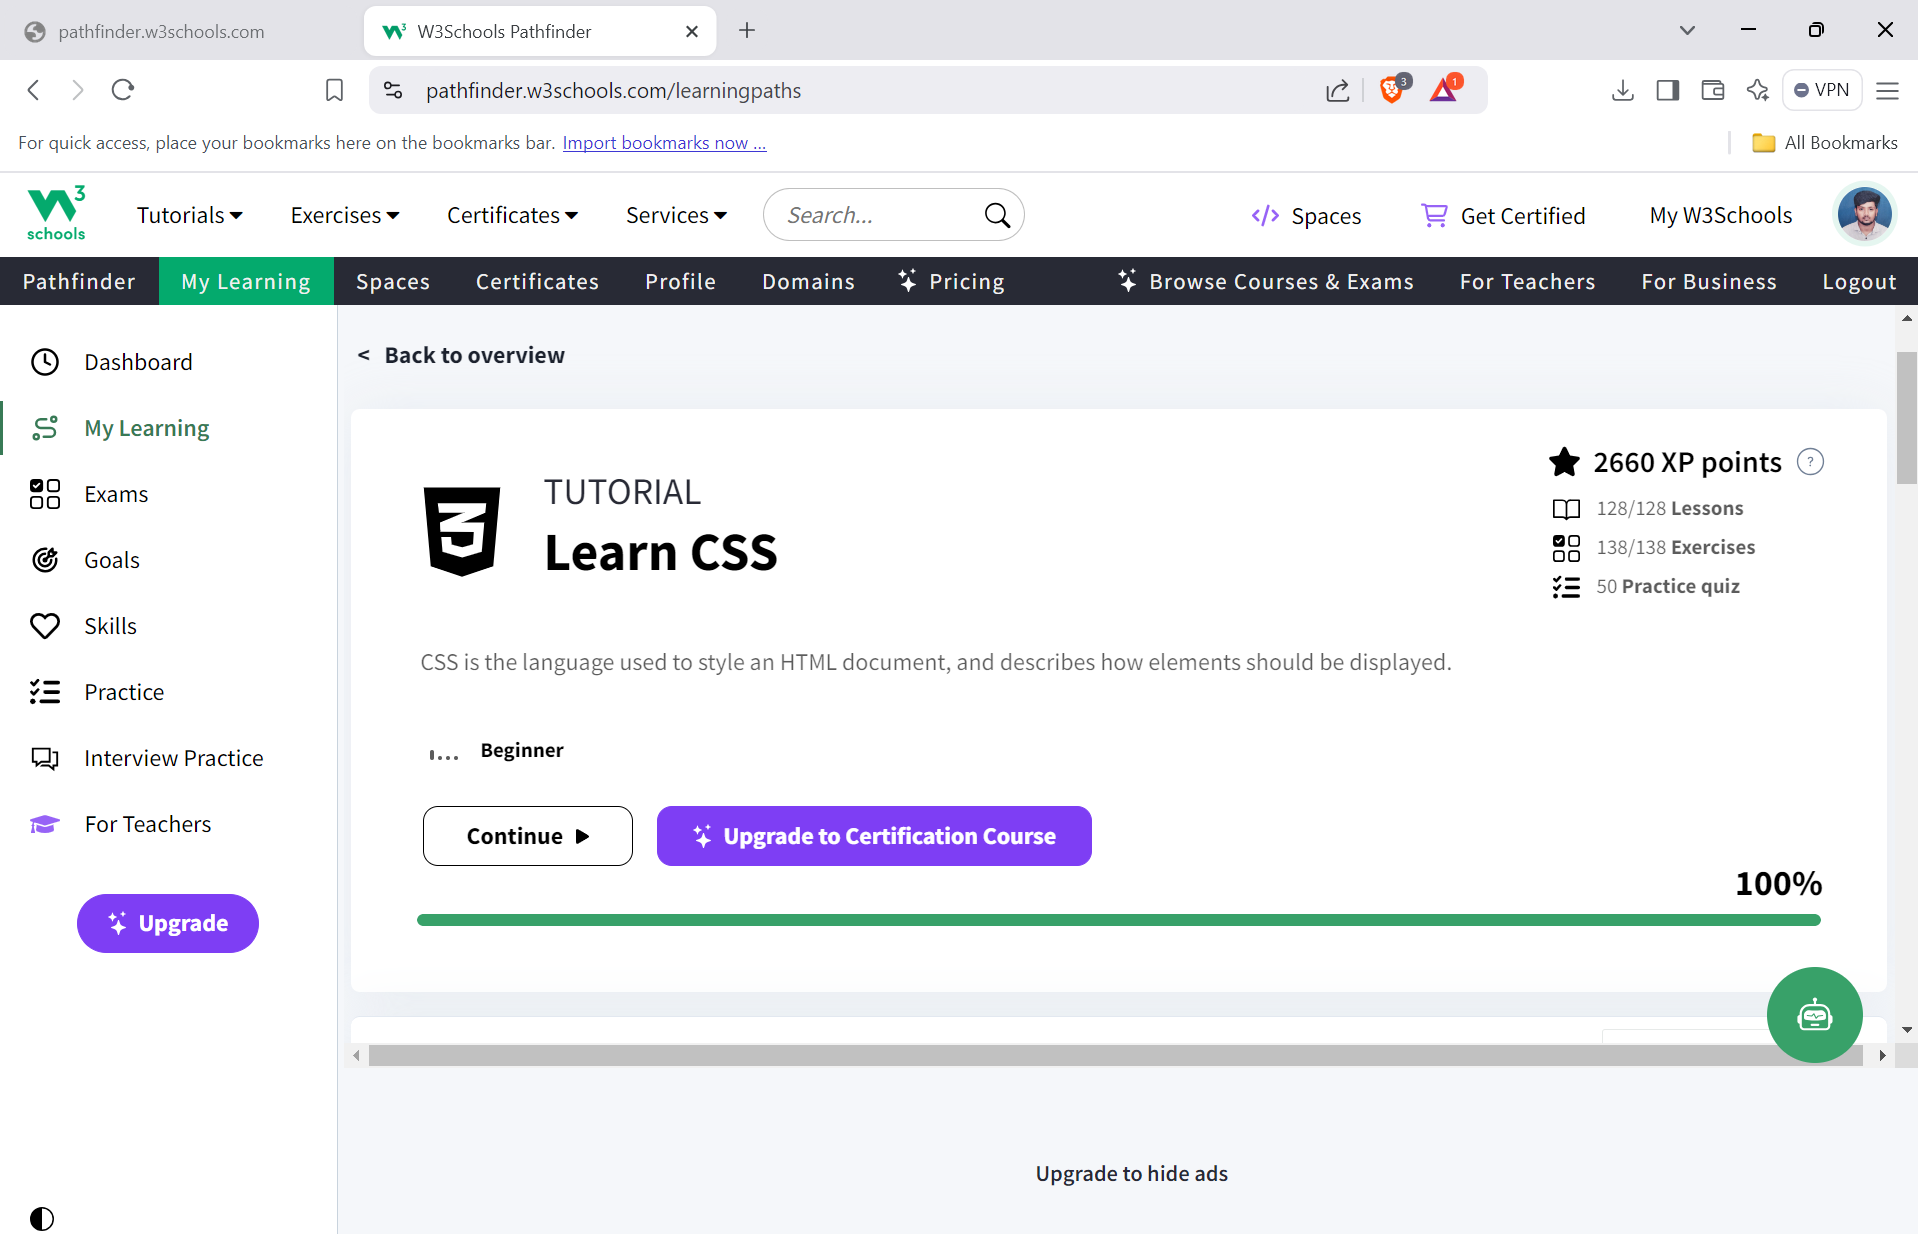 pathfinder.w3schools.com
W3Schools Pathfinder
pathfinder.w3schools.com/learningpaths
3
1
VPN
For quick access, place your bookmarks here on the bookmarks bar. Import bookmarks now ...
All Bookmarks
W3
schools
Tutorials
Exercises
Certificates
Services
Search...
Spaces
Get Certified
My W3Schools
Pathfinder
My Learning
Spaces
Certificates
Profile
Domains
Pricing
Browse Courses & Exams
For Teachers
For Business
Logout
Dashboard
My Learning
Exams
Goals
Skills
Practice
Interview Practice
For Teachers
Upgrade
< Back to overview
TUTORIAL
Learn CSS
2660 XP points ?
128/128 Lessons
138/138 Exercises
50 Practice quiz
CSS is the language used to style an HTML document, and describes how elements should be displayed.
Beginner
Continue
Upgrade to Certification Course
100%
Upgrade to hide ads